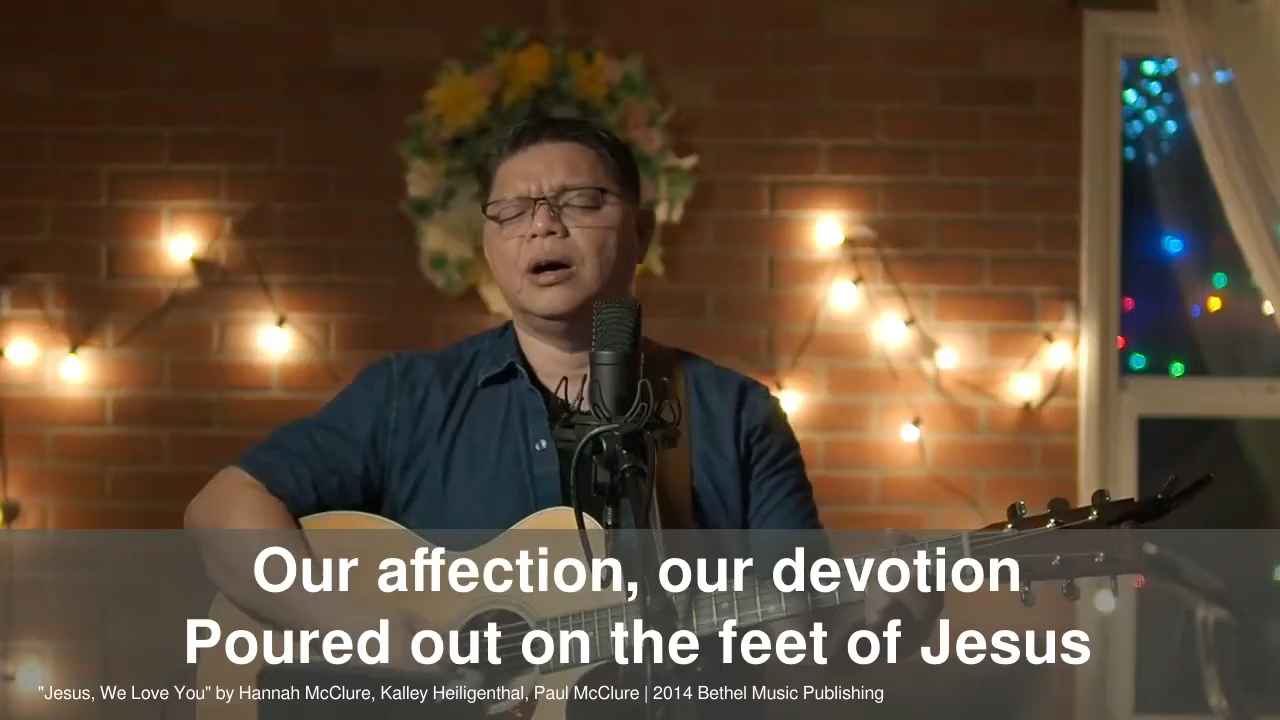 Our affection, our devotion
Poured out on the feet of Jesus
"Jesus, We Love You" by Hannah McClure, Kalley Heiligenthal, Paul McClure | 2014 Bethel Music Publishing